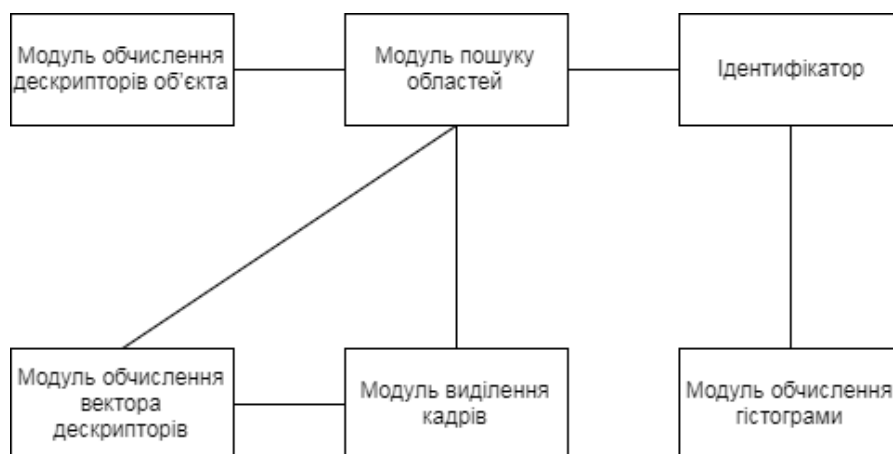 Модуль обчислення
дескрипторів об'єкта
Модуль пошуку
областей
Ідентифікатор
Модуль обчислення
вектора
дескрипторів
Модуль виділення
кадрів
Модуль обчислення
гістограми